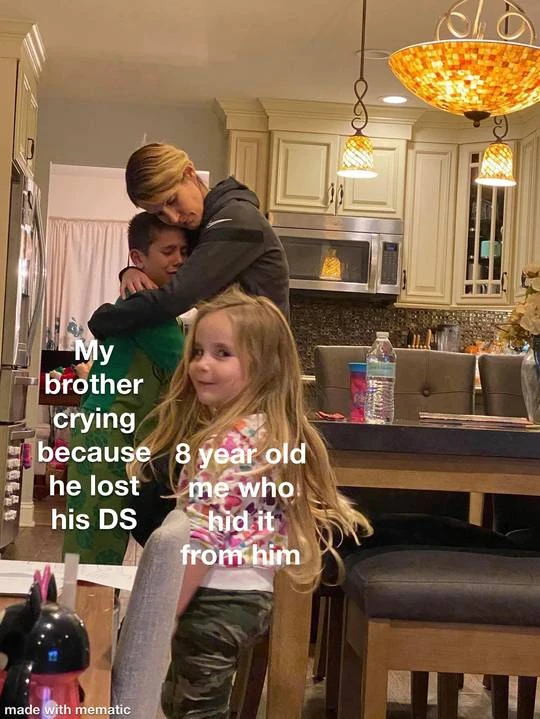 My
brother
crying
because
he lost
his DS
8 year old
me who
hid it
from him
made with mematic